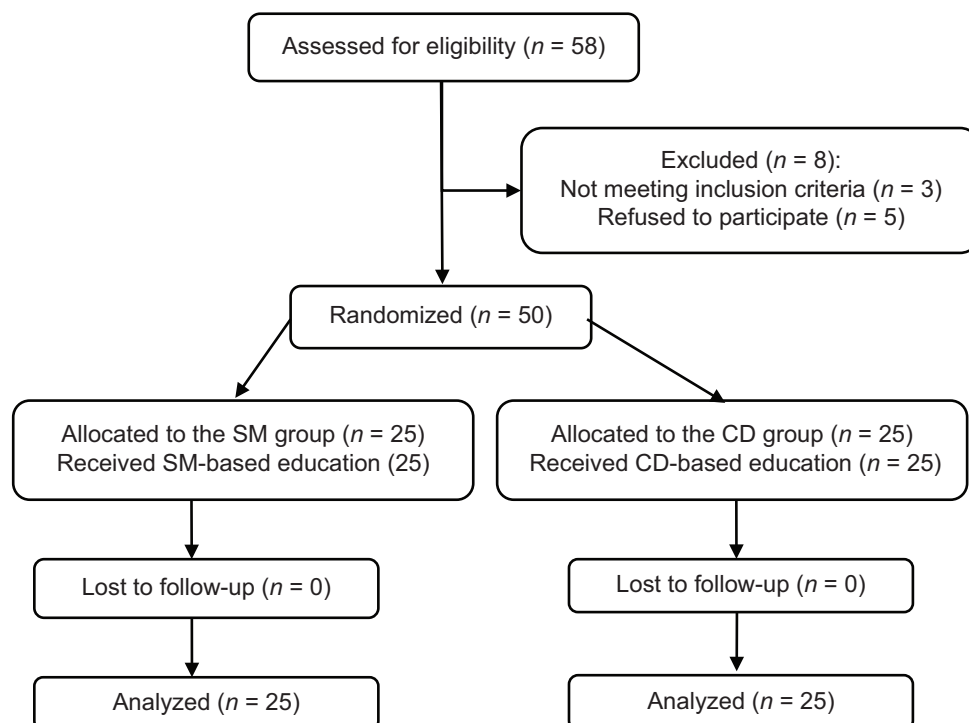 Assessed for eligibility (n = 58)
Excluded (n = 8):
Not meeting inclusion criteria (n = 3)
Refused to participate (n = 5)
Randomized (n = 50)
Allocated to the SM group (n = 25)
Received SM-based education (25)
Allocated to the CD group (n = 25)
Received CD-based education (n = 25)
Lost to follow-up (n = 0)
Lost to follow-up (n = 0)
Analyzed (n = 25)
Analyzed (n = 25)